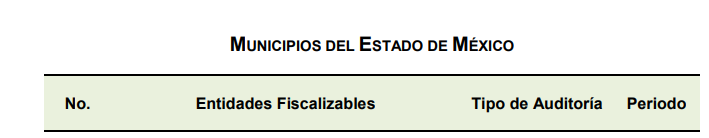 MUNICIPIOS DEL ESTADO DE MÉXICO
No. Entidades Fiscalizables Tipo de Auditoría Periodo